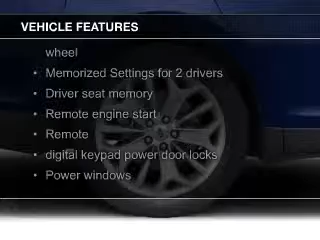 VEHICLE FEATURES
wheel
• Memorized Settings for 2 drivers
• Driver seat memory
• Remote engine start
• Remote
• digital keypad power door locks
• Power windows